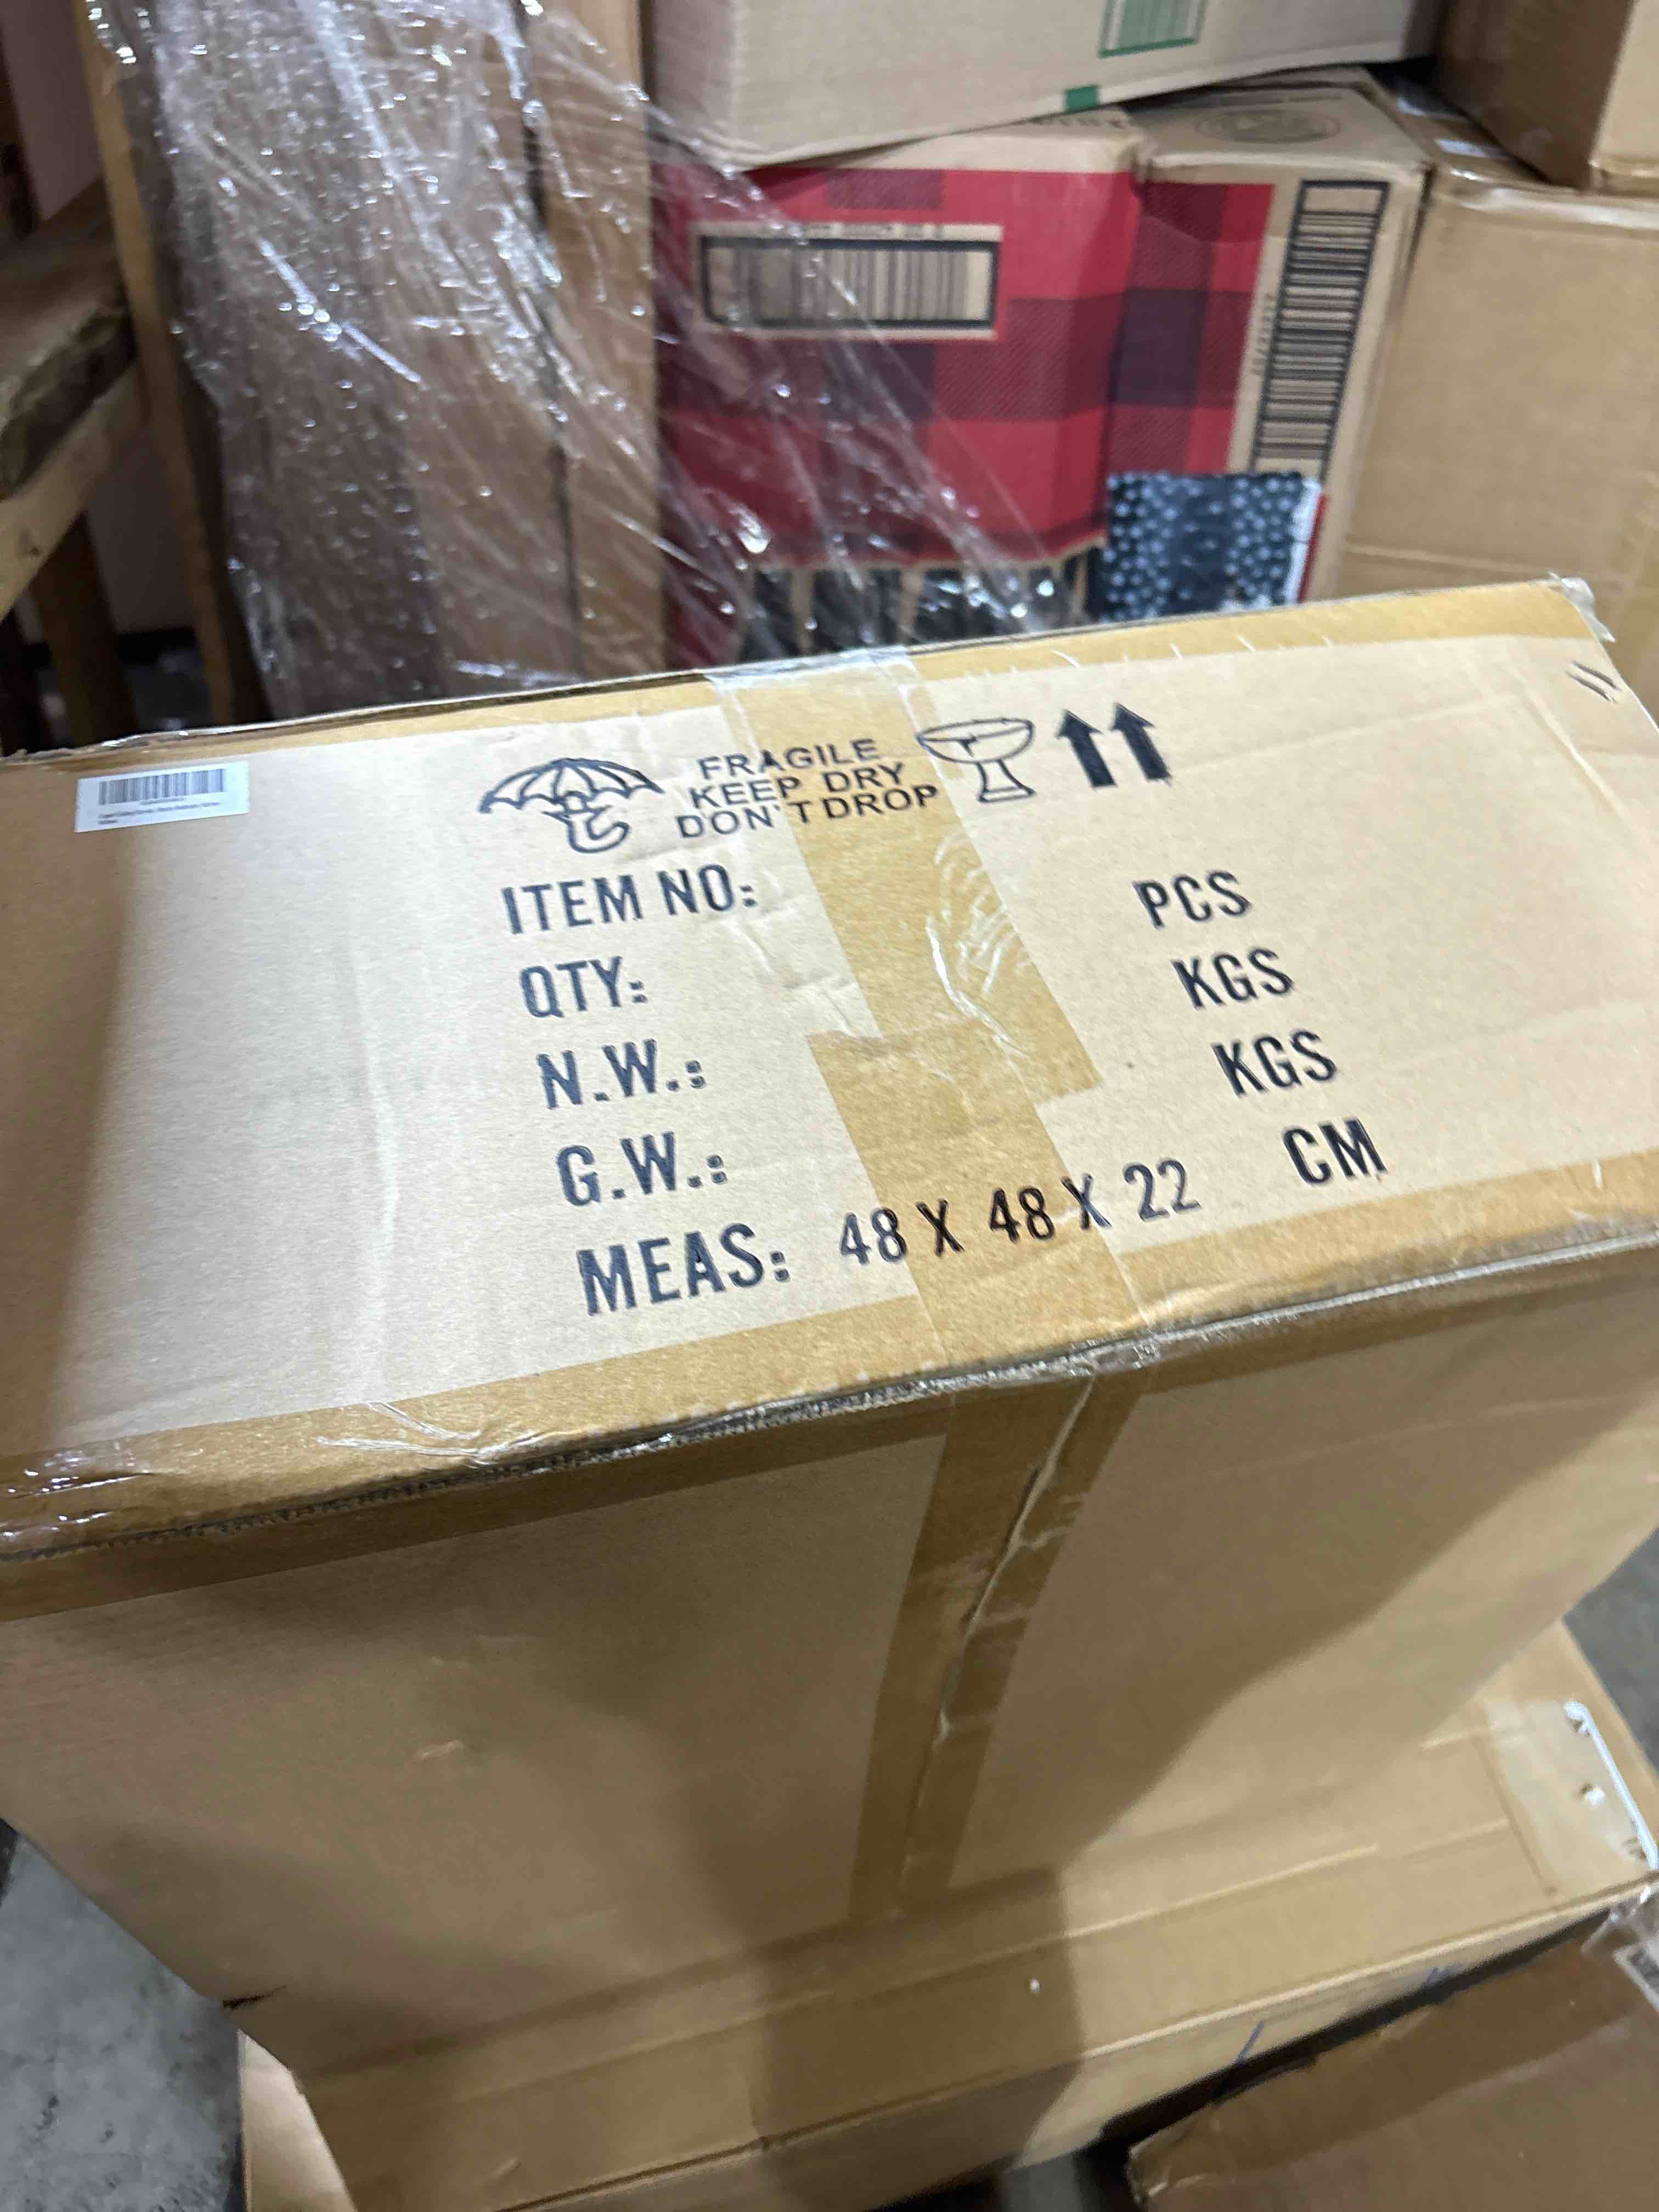 FRAGILE
KEEP DRY
DON'T DROP
ITEM NO:
QTY: PCS
N.W.: KGS
G.W.: KGS
MEAS: 48 X 48 X 22 CM